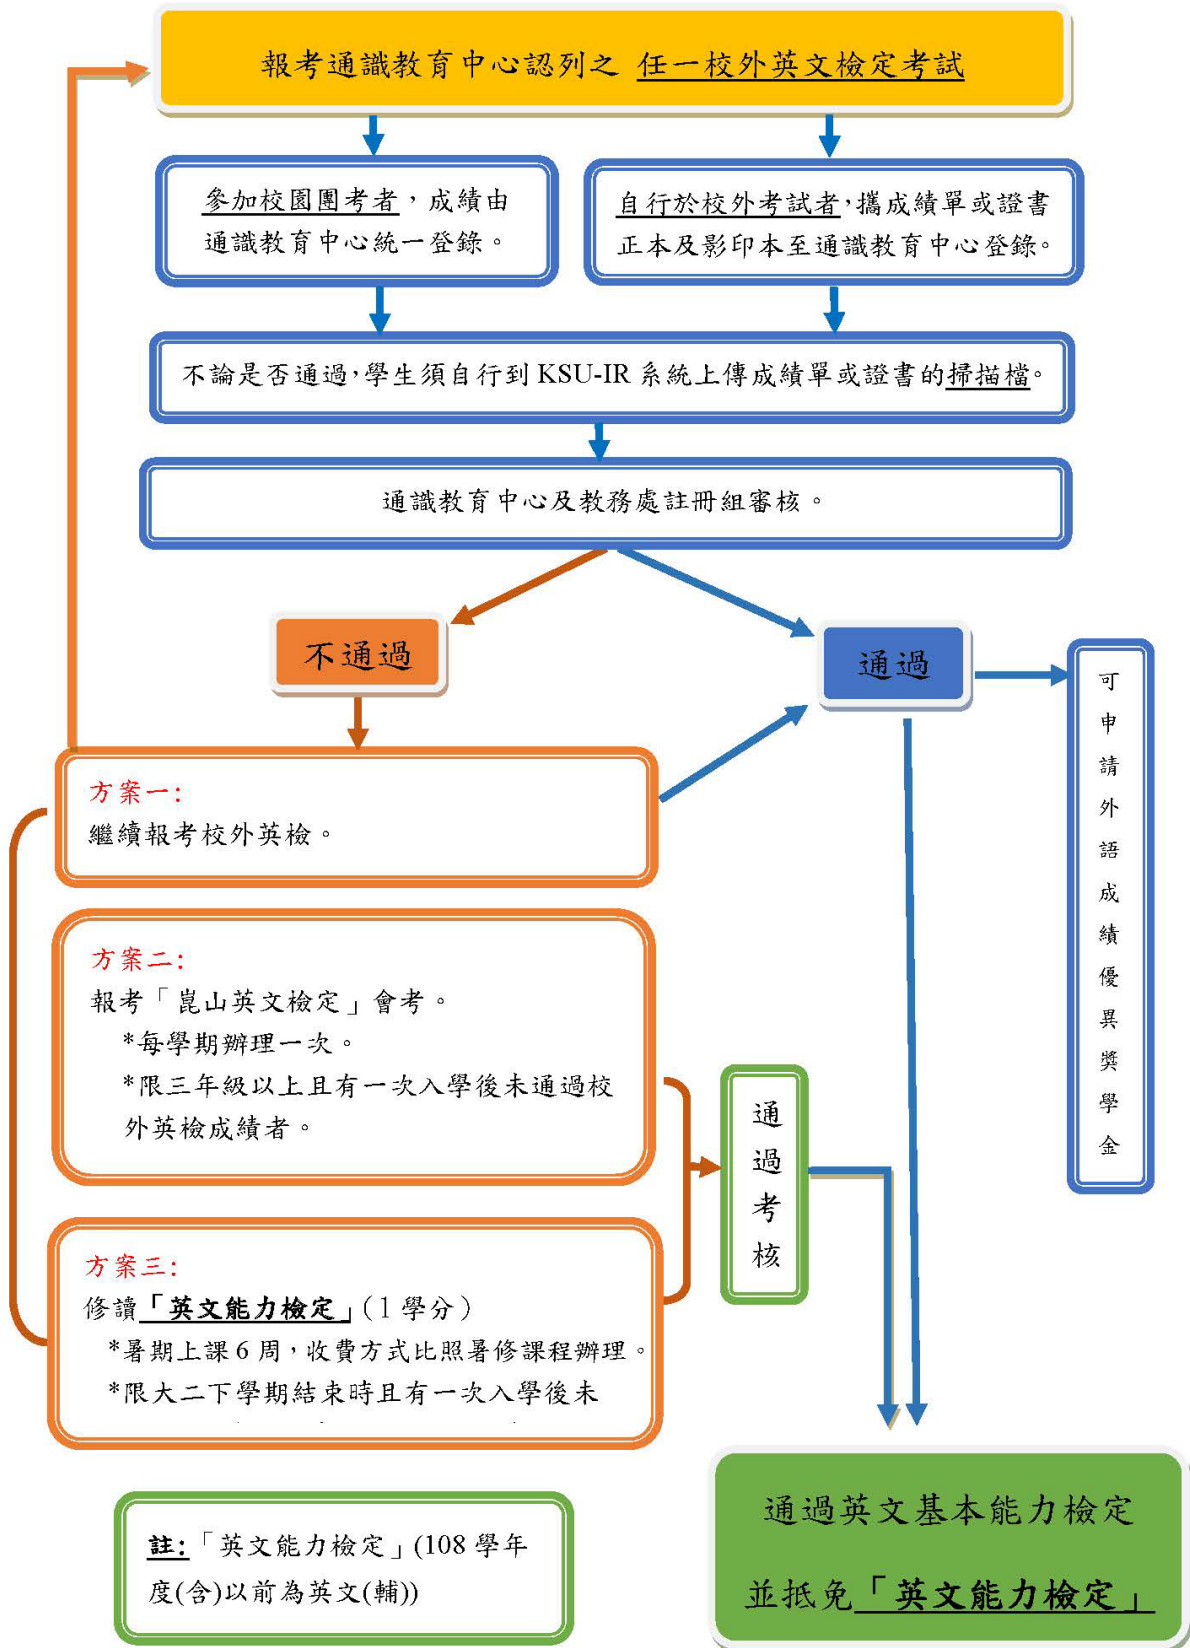 報考通識教育中心認列之 任一校外英文檢定考試
參加校園團考者，成績由
通識教育中心統一登錄。
自行於校外考試者，攜成績單或證書
正本及影印本至通識教育中心登錄。
不論是否通過，學生須自行到 KSU-IR 系統上傳成績單或證書的掃描檔。
通識教育中心及教務處註冊組審核。
不通過
通過
可申請外語成績優異獎學金
方案一:
繼續報考校外英檢。
方案二:
報考「崑山英文檢定」會考。
*每學期辦理一次。
*限三年級以上且有一次入學後未通過校
外英檢成績者。
通過考核
方案三:
修讀「英文能力檢定」(1 學分)
*暑期上課 6 周，收費方式比照暑修課程辦理。
*限大二下學期結束時且有一次入學後未
註:「英文能力檢定」(108 學年
度(含)以前為英文(輔))
通過英文基本能力檢定
並抵免「英文能力檢定」